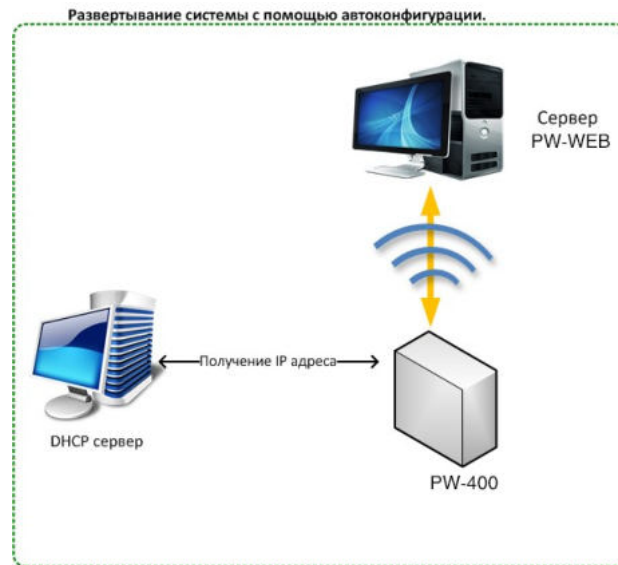 Развертывание системы с помощью автоконфигурации.
Сервер
PW-WEB
Получение IP адреса
DHCP сервер
PW-400